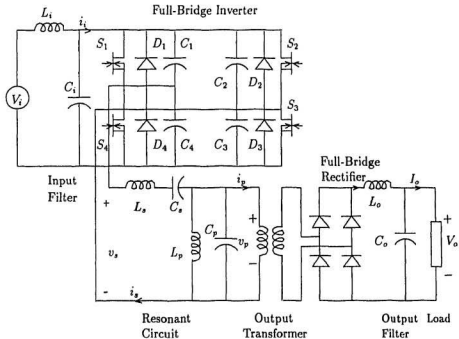 Full-Bridge Inverter
L_i
i_i
S_1
D_1
C_1
S_2
V_i
C_i
C_2
D_2
S_4
D_4
C_4
C_3
D_3
S_3
Input
Filter
+
L_s
C_s
i_p
Full-Bridge
Rectifier
L_o
I_o
v_s
L_p
C_p
v_p
+
-
C_o
+
V_o
-
-
i_s
Resonant
Circuit
Output
Transformer
Output
Filter
Load